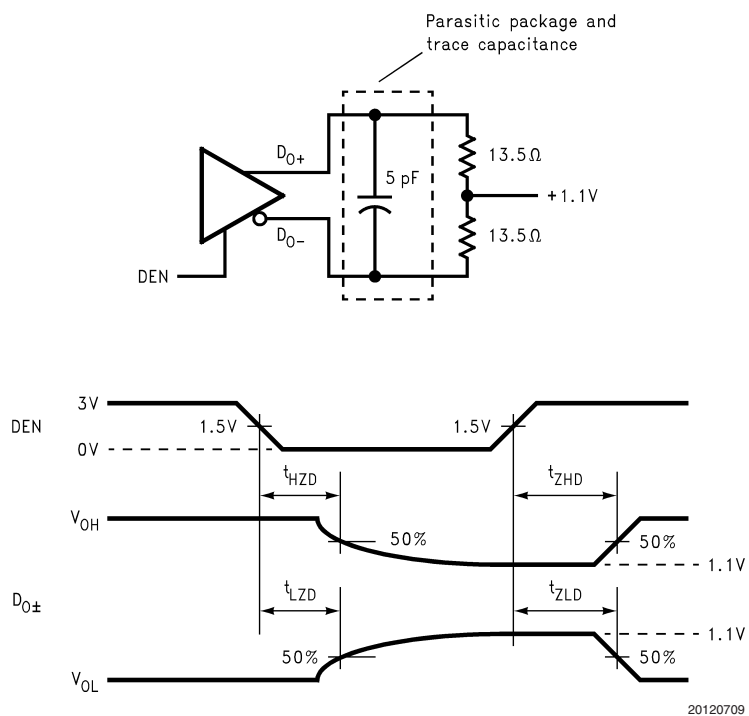 Parasitic package and
trace capacitance
DO+
5 pF
13.5Ω
+1.1V
13.5Ω
DO−
DEN
3V
DEN
1.5V
1.5V
0V
tHZD
tZHD
VOH
50%
50%
1.1V
DO±
tLZD
tZLD
1.1V
50%
50%
VOL
20120709